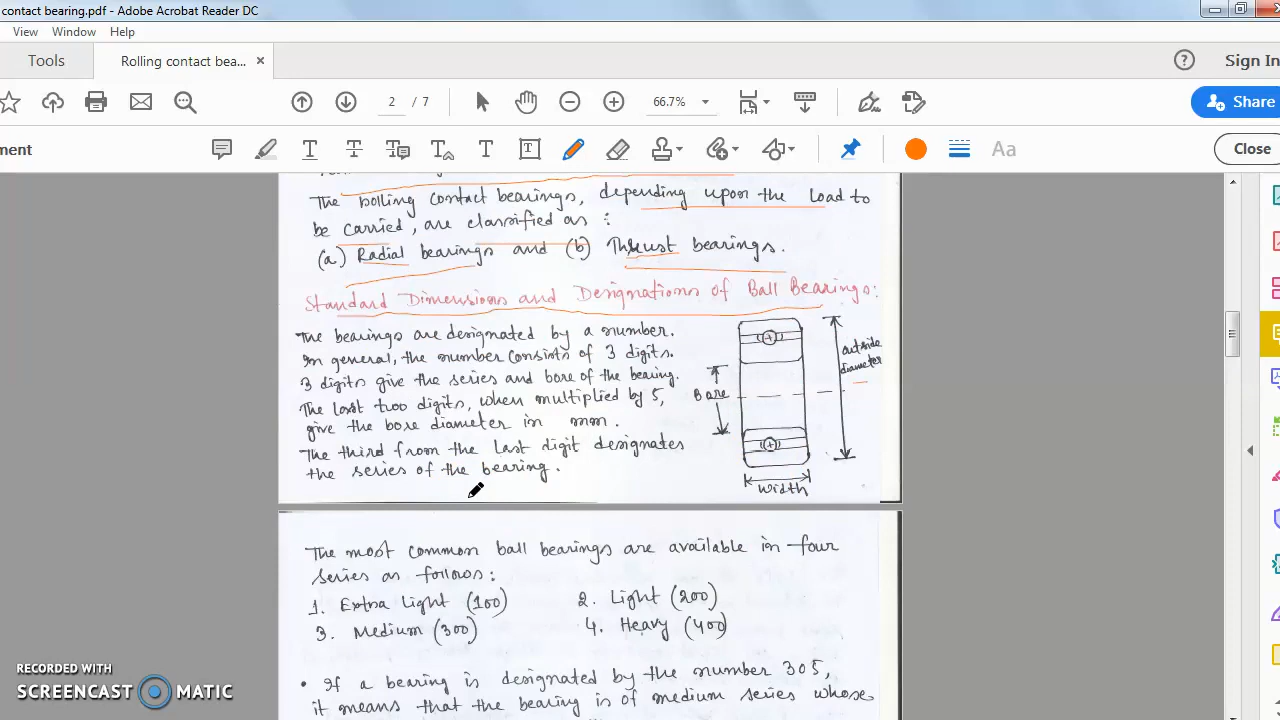 contact bearing.pdf - Adobe Acrobat Reader DC
View Window Help
Tools Rolling contact bea... × Sign In
2 / 7 66.7% Share
ment Aa Close
The rolling contact bearings, depending upon the load to
be carried, are classified as :
(a) Radial bearings and (b) Thrust bearings.
Standard Dimensions and Designations of Ball Bearings:
The bearings are designated by a number.
In general, the number consists of 3 digits.
3 digits give the series and bore of the bearing.
The last two digits, when multiplied by 5,
give the bore diameter in mm.
The third from the last digit designates
the series of the bearing.
Bore
outside
diameter
width
The most common ball bearings are available in four
series as follows:
1. Extra Light (100) 2. Light (200)
3. Medium (300) 4. Heavy (400)
• If a bearing is designated by the number 305,
it means that the bearing is of medium series whose
RECORDED WITH
SCREENCAST MATIC